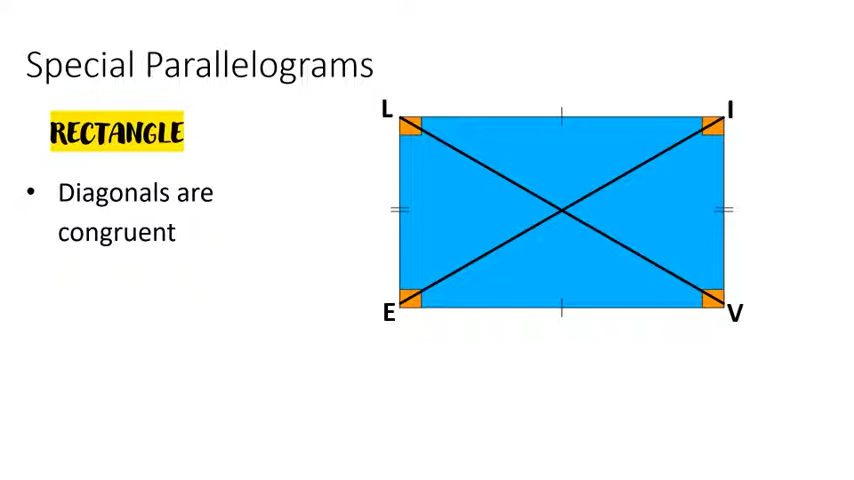 Special Parallelograms
RECTANGLE
• Diagonals are
congruent
L
I
E
V